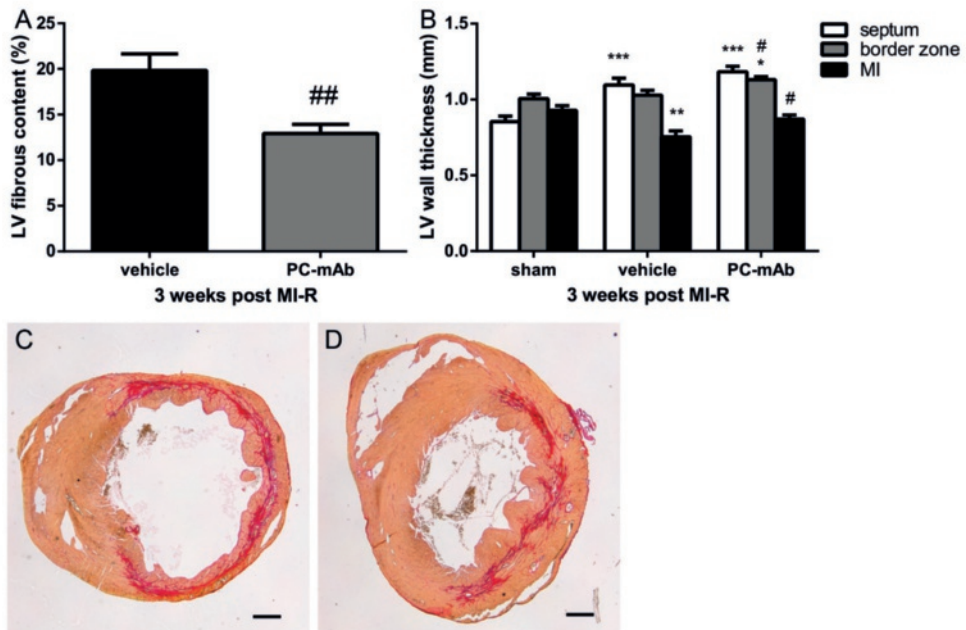 A
LV fibrous content (%)
25
20
15
10
5
0
##
vehicle
PC-mAb
3 weeks post MI-R
B
LV wall thickness (mm)
1.5
1.0
0.5
0.0
***
**
***
#
*
#
sham
vehicle
PC-mAb
3 weeks post MI-R
septum
border zone
MI
C
D